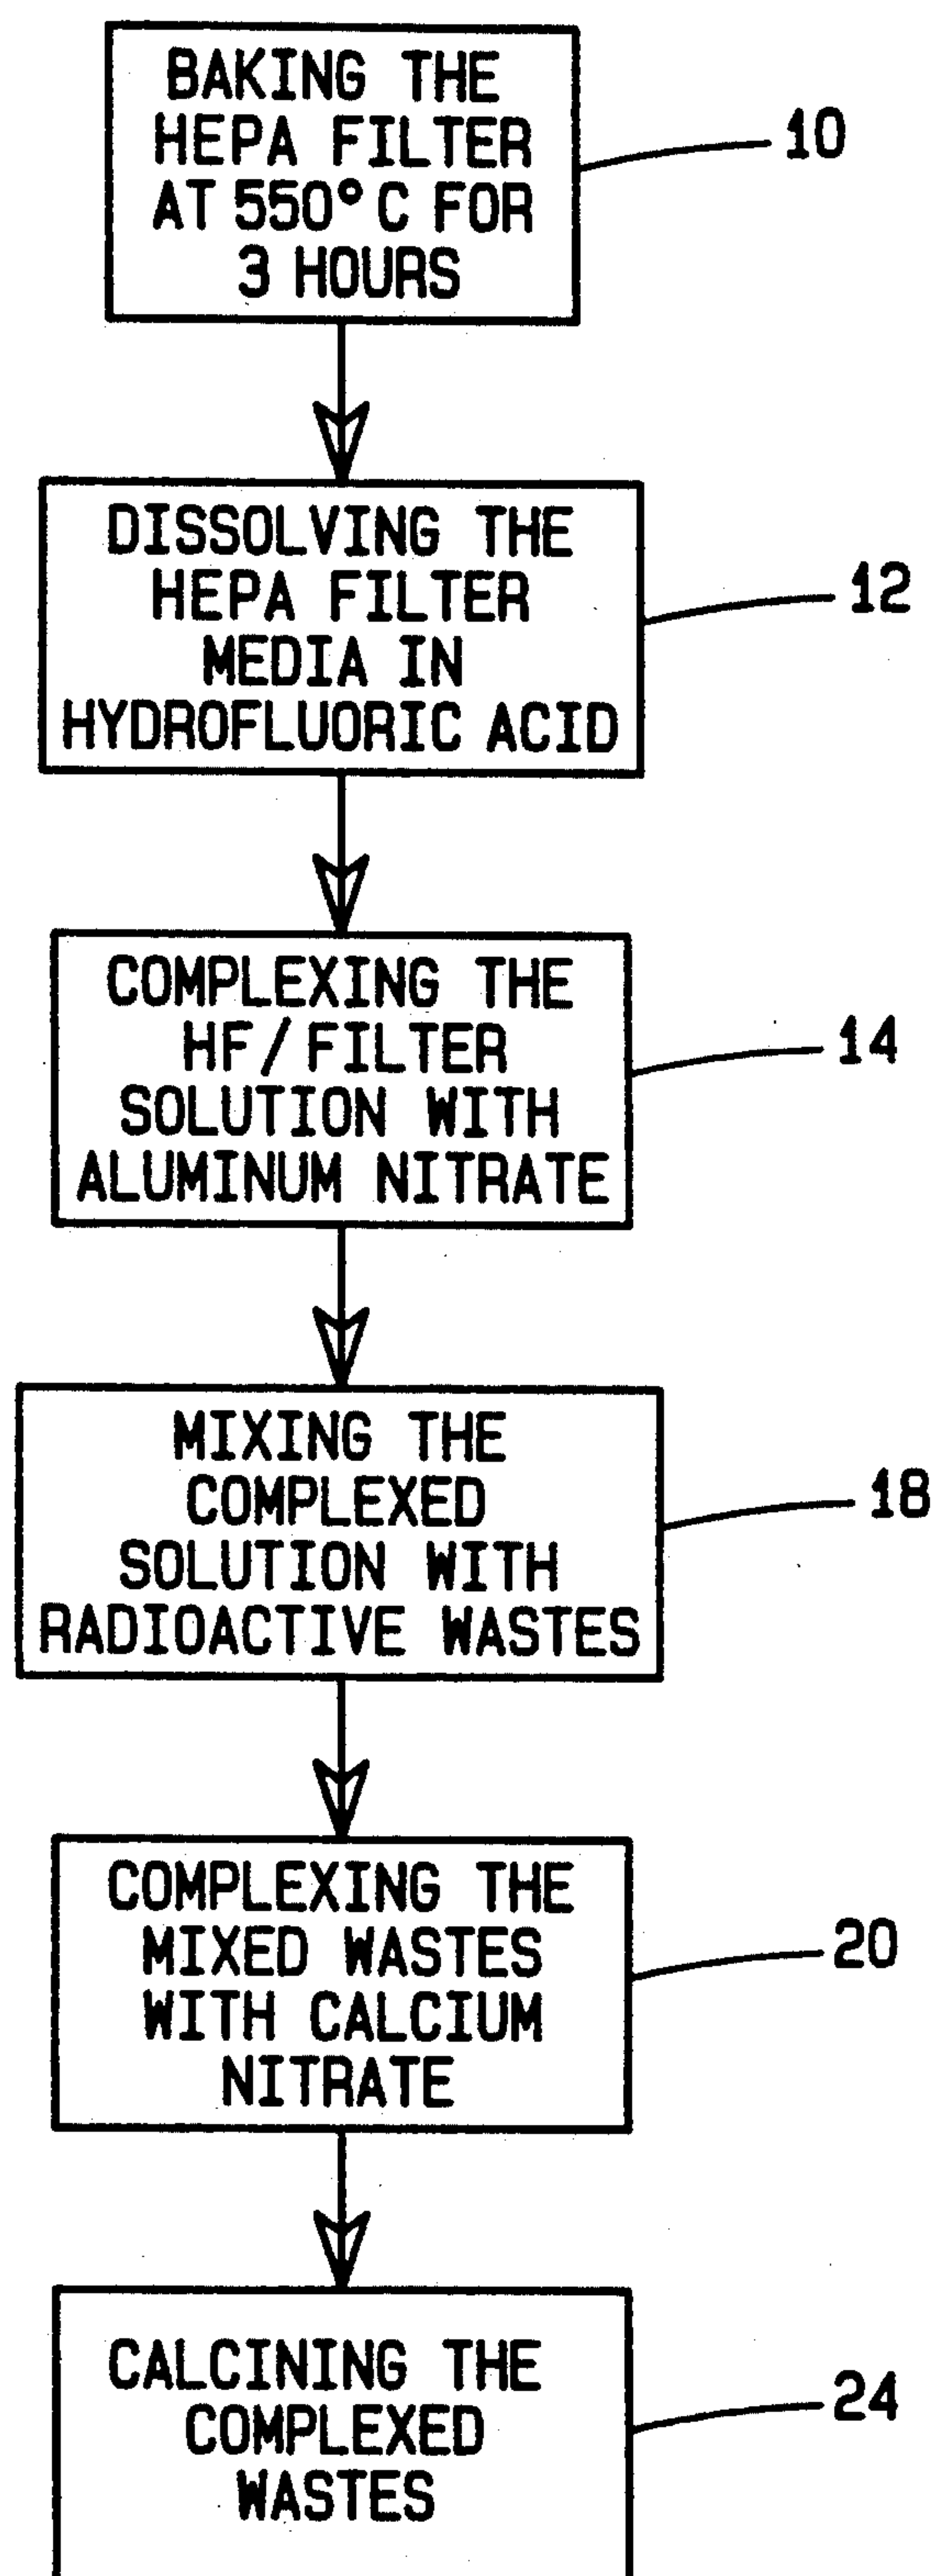 BAKING THE
HEPA FILTER
AT 550°C FOR
3 HOURS
10
DISSOLVING THE
HEPA FILTER
MEDIA IN
HYDROFLUORIC ACID
12
COMPLEXING THE
HF/FILTER
SOLUTION WITH
ALUMINUM NITRATE
14
MIXING THE
COMPLEXED
SOLUTION WITH
RADIOACTIVE WASTES
18
COMPLEXING THE
MIXED WASTES
WITH CALCIUM
NITRATE
20
CALCINING THE
COMPLEXED
WASTES
24